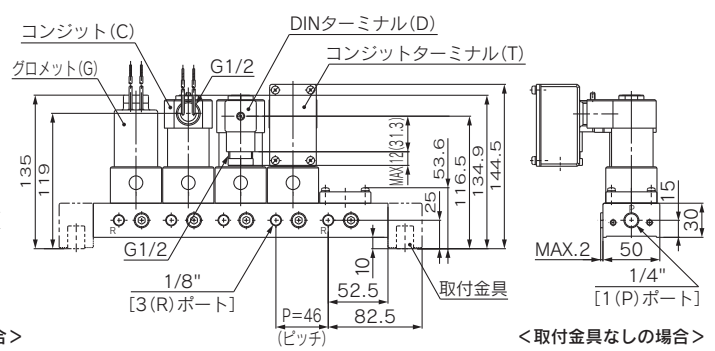 コンジット(C)
DINターミナル(D)
コンジットターミナル(T)
グロメット(G)
G1/2
135
119
MAX12(31.3)
53.6
116.5
134.9
144.5
25
15
30
R
R
P
G1/2
10
MAX.2
50
1/8"
[3(R)ポート]
52.5
取付金具
1/4"
[1(P)ポート]
P=46
(ピッチ)
82.5
合>
<取付金具なしの場合>